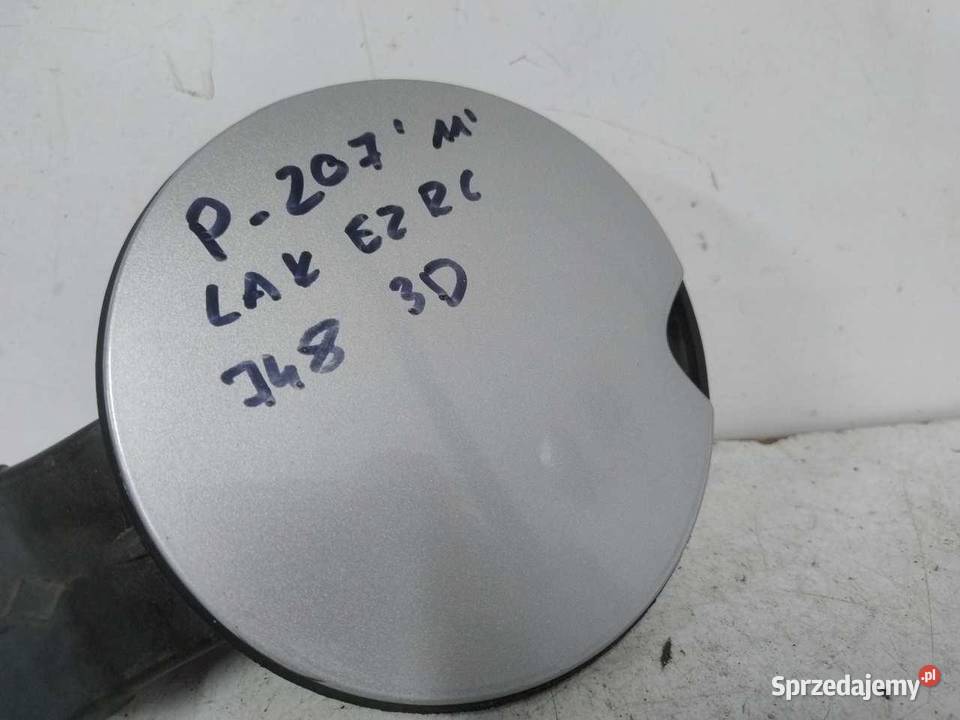 P-207 'M'
LAK EZRC
J48 3D
Sprzedajemy.pl